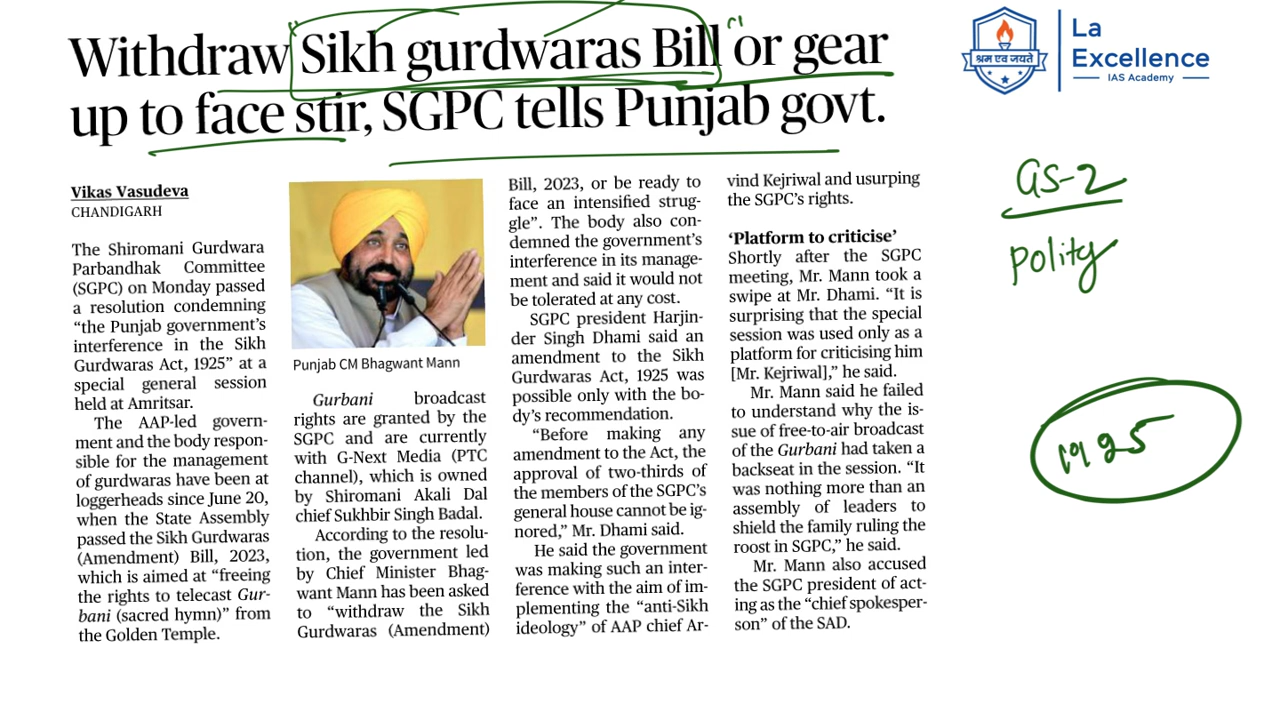 Withdraw Sikh gurdwaras Bill or gear
up to face stir, SGPC tells Punjab govt.
श्रम एव जयते
La
Excellence
IAS Academy
GS-2
Polity
1925
Vikas Vasudeva
CHANDIGARH
The Shiromani Gurdwara
Parbandhak Committee
(SGPC) on Monday passed
a resolution condemning
“the Punjab government’s
interference in the Sikh
Gurdwaras Act, 1925” at a
special general session
held at Amritsar.
The AAP-led govern-
ment and the body respon-
sible for the management
of gurdwaras have been at
loggerheads since June 20,
when the State Assembly
passed the Sikh Gurdwaras
(Amendment) Bill, 2023,
which is aimed at “freeing
the rights to telecast Gur-
bani (sacred hymn)” from
the Golden Temple.
Punjab CM Bhagwant Mann
Gurbani broadcast
rights are granted by the
SGPC and are currently
with G-Next Media (PTC
channel), which is owned
by Shiromani Akali Dal
chief Sukhbir Singh Badal.
According to the resolu-
tion, the government led
by Chief Minister Bhag-
want Mann has been asked
to “withdraw the Sikh
Gurdwaras (Amendment)
Bill, 2023, or be ready to
face an intensified strug-
gle”. The body also con-
demned the government’s
interference in its manage-
ment and said it would not
be tolerated at any cost.
SGPC president Harjin-
der Singh Dhami said an
amendment to the Sikh
Gurdwaras Act, 1925 was
possible only with the bo-
dy’s recommendation.
“Before making any
amendment to the Act, the
approval of two-thirds of
the members of the SGPC’s
general house cannot be ig-
nored,” Mr. Dhami said.
He said the government
was making such an inter-
ference with the aim of im-
plementing the “anti-Sikh
ideology” of AAP chief Ar-
vind Kejriwal and usurping
the SGPC’s rights.
‘Platform to criticise’
Shortly after the SGPC
meeting, Mr. Mann took a
swipe at Mr. Dhami. “It is
surprising that the special
session was used only as a
platform for criticising him
[Mr. Kejriwal],” he said.
Mr. Mann said he failed
to understand why the is-
sue of free-to-air broadcast
of the Gurbani had taken a
backseat in the session. “It
was nothing more than an
assembly of leaders to
shield the family ruling the
roost in SGPC,” he said.
Mr. Mann also accused
the SGPC president of act-
ing as the “chief spokesper-
son” of the SAD.